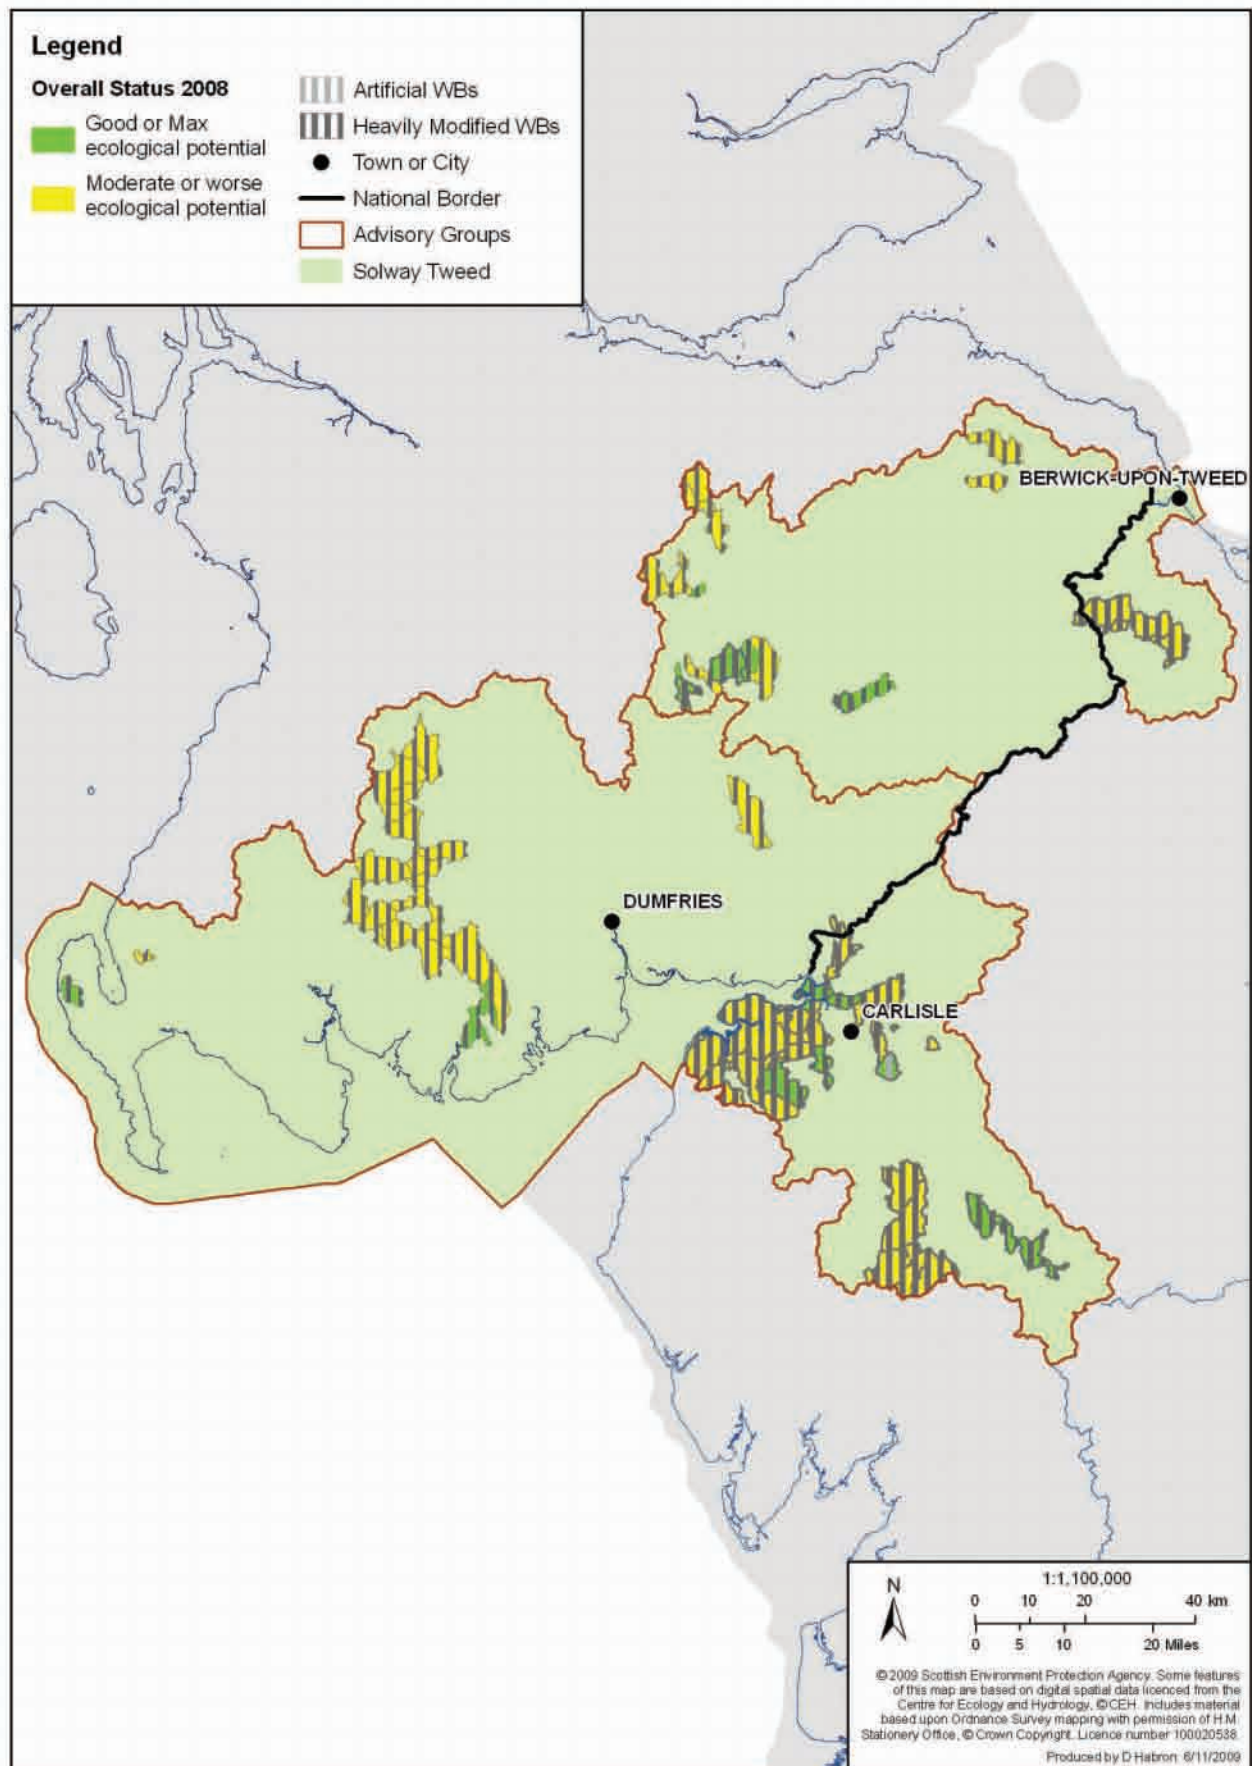 Legend
Overall Status 2008
Good or Max
ecological potential
Moderate or worse
ecological potential
Artificial WBs
Heavily Modified WBs
Town or City
National Border
Advisory Groups
Solway Tweed
BERWICK-UPON-TWEED
DUMFRIES
CARLISLE
N
1:1,100,000
0 10 20 40 km
0 5 10 20 Miles
©2009 Scottish Environment Protection Agency. Some features
of this map are based on digital spatial data licenced from the
Centre for Ecology and Hydrology, ©CEH. Includes material
based upon Ordnance Survey mapping with permission of H.M.
Stationery Office, © Crown Copyright. Licence number 100020538.
Produced by D Habron 6/11/2009